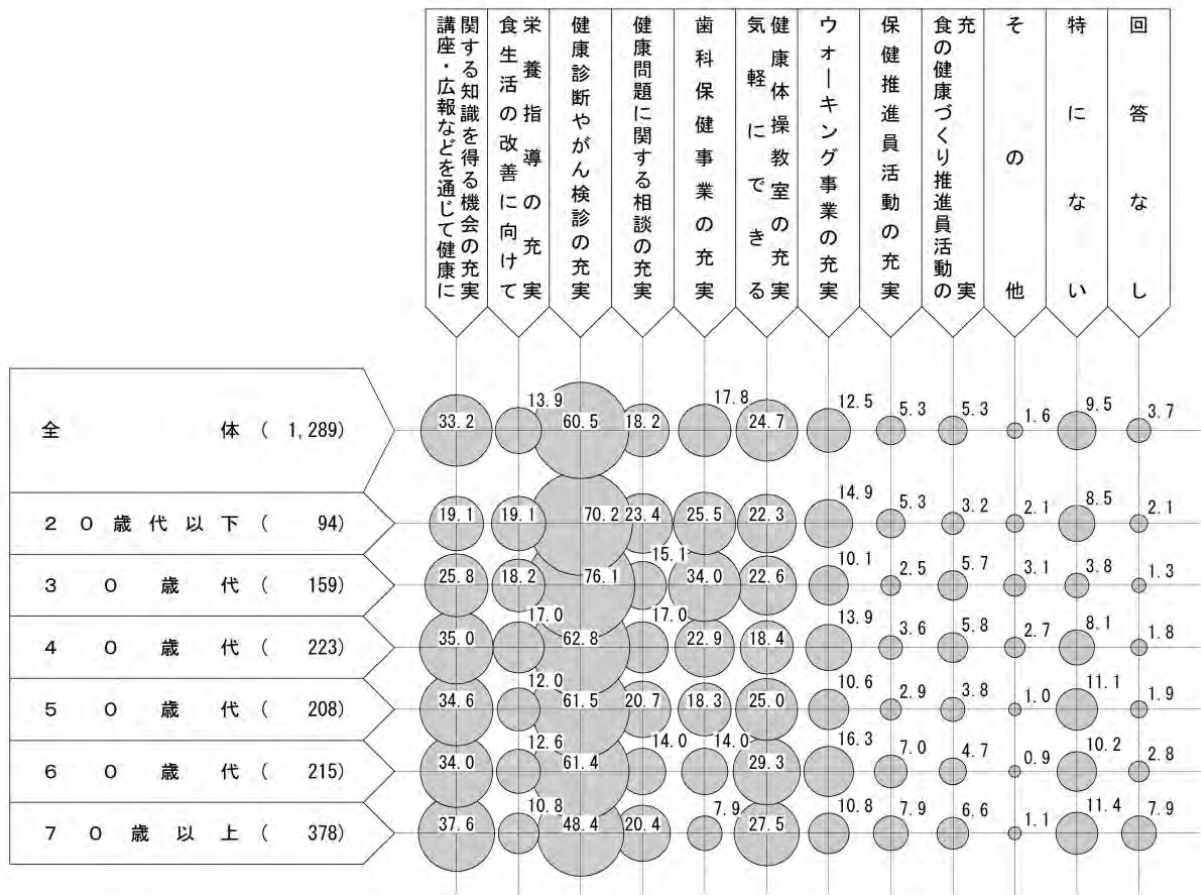 講座・広報などを通じて健康に
関する知識を得る機会の充実
食生活の改善に向けて
栄養指導の充実
健康診断やがん検診の充実
健康問題に関する相談の充実
歯科保健事業の充実
気軽にできる
健康体操教室の充実
ウォーキング事業の充実
保健推進員活動の充実
食の健康づくり推進員活動の
充実
その他
特にない
回答なし
全体(1,289) 33.2 13.9 60.5 18.2 17.8 24.7 12.5 5.3 5.3 1.6 9.5 3.7
20歳代以下(94) 19.1 19.1 70.2 23.4 25.5 22.3 14.9 5.3 3.2 2.1 8.5 2.1
30歳代(159) 25.8 18.2 76.1 15.1 34.0 22.6 10.1 2.5 5.7 3.1 3.8 1.3
40歳代(223) 35.0 17.0 62.8 17.0 22.9 18.4 13.9 3.6 5.8 2.7 8.1 1.8
50歳代(208) 34.6 12.0 61.5 20.7 18.3 25.0 10.6 2.9 3.8 1.0 11.1 1.9
60歳代(215) 34.0 12.6 61.4 14.0 14.0 29.3 16.3 7.0 4.7 0.9 10.2 2.8
70歳以上(378) 37.6 10.8 48.4 20.4 7.9 27.5 10.8 7.9 6.6 1.1 11.4 7.9